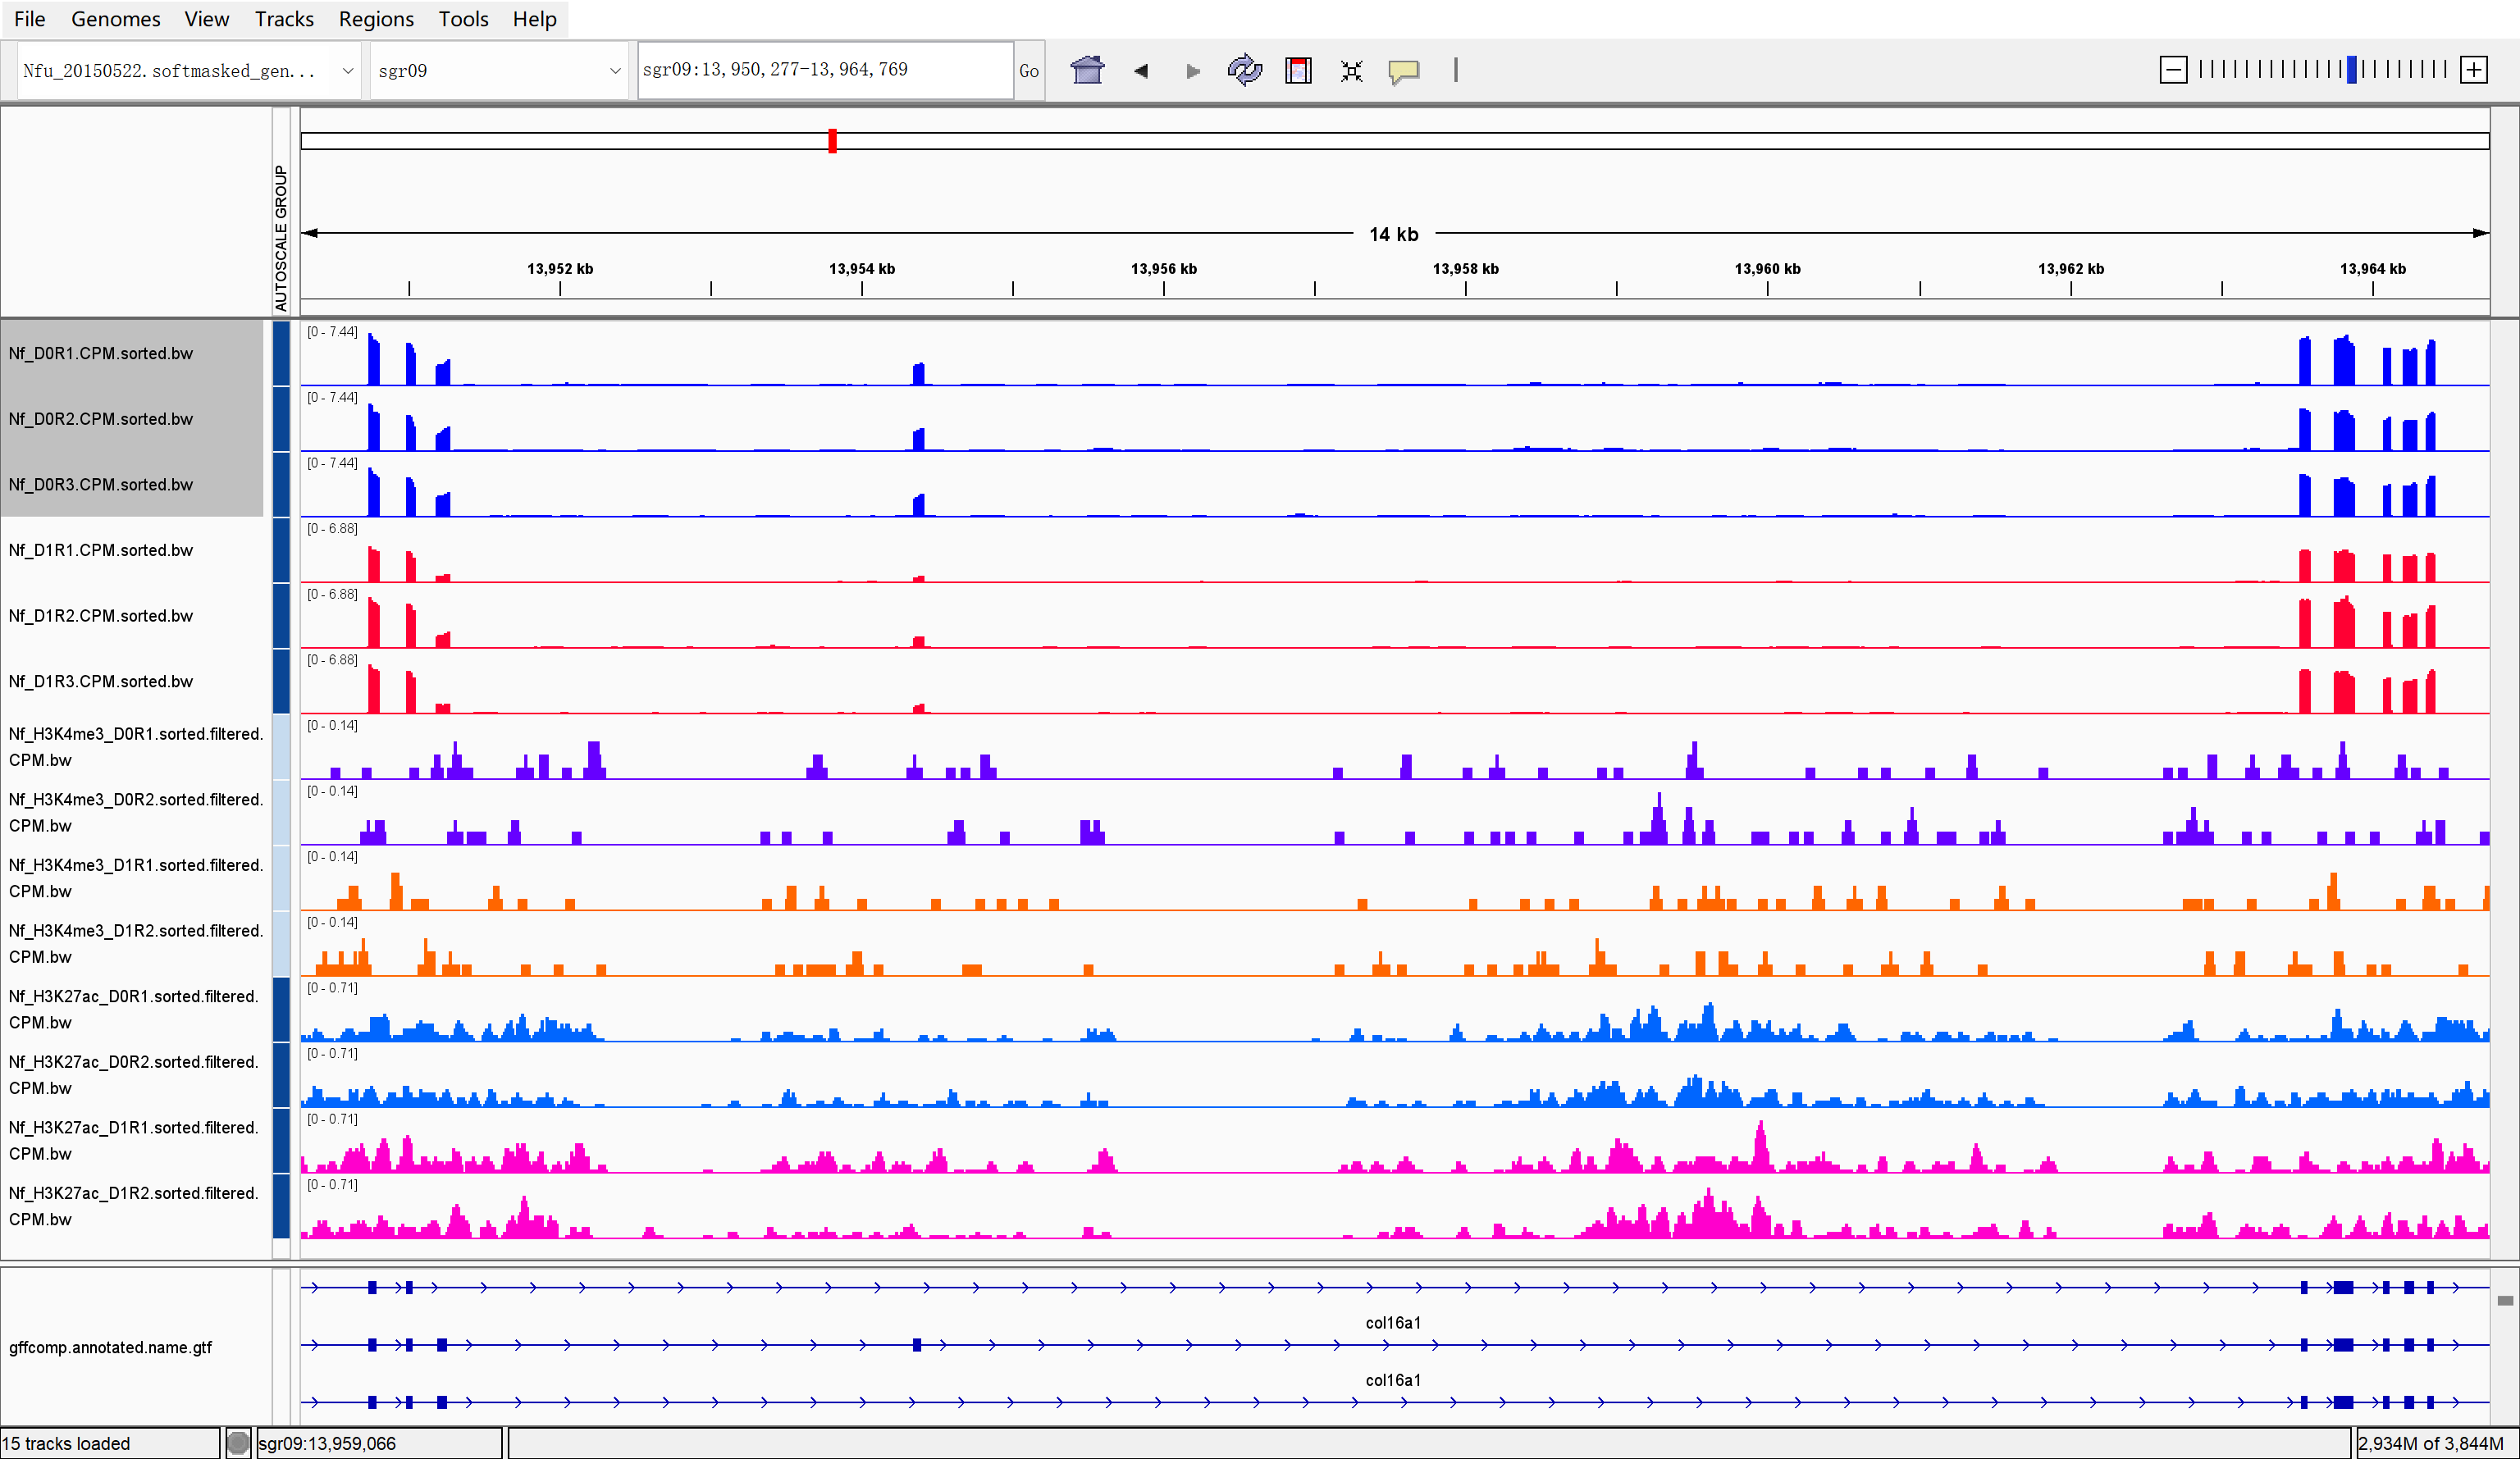 File Genomes View Tracks Regions Tools Help
Nfu_20150522.softmasked_gen... sgr09 sgr09:13,950,277-13,964,769 Go
AUTOSCALE GROUP
14 kb
13,952 kb 13,954 kb 13,956 kb 13,958 kb 13,960 kb 13,962 kb 13,964 kb
[0 - 7.44]
Nf_D0R1.CPM.sorted.bw
[0 - 7.44]
Nf_D0R2.CPM.sorted.bw
[0 - 7.44]
Nf_D0R3.CPM.sorted.bw
[0 - 6.88]
Nf_D1R1.CPM.sorted.bw
[0 - 6.88]
Nf_D1R2.CPM.sorted.bw
[0 - 6.88]
Nf_D1R3.CPM.sorted.bw
[0 - 0.14]
Nf_H3K4me3_D0R1.sorted.filtered.
CPM.bw
[0 - 0.14]
Nf_H3K4me3_D0R2.sorted.filtered.
CPM.bw
[0 - 0.14]
Nf_H3K4me3_D1R1.sorted.filtered.
CPM.bw
[0 - 0.14]
Nf_H3K4me3_D1R2.sorted.filtered.
CPM.bw
[0 - 0.71]
Nf_H3K27ac_D0R1.sorted.filtered.
CPM.bw
[0 - 0.71]
Nf_H3K27ac_D0R2.sorted.filtered.
CPM.bw
[0 - 0.71]
Nf_H3K27ac_D1R1.sorted.filtered.
CPM.bw
[0 - 0.71]
Nf_H3K27ac_D1R2.sorted.filtered.
CPM.bw
col16a1
gffcomp.annotated.name.gtf
col16a1
15 tracks loaded sgr09:13,959,066 2,934M of 3,844M